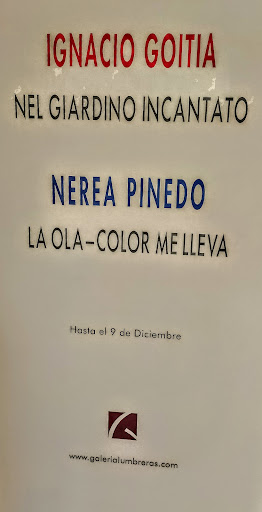 IGNACIO GOITIA
NEL GIARDINO INCANTATO
NEREA PINEDO
LA OLA-COLOR ME LLEVA
Hasta el 9 de Diciembre
www.galerialumbreras.com